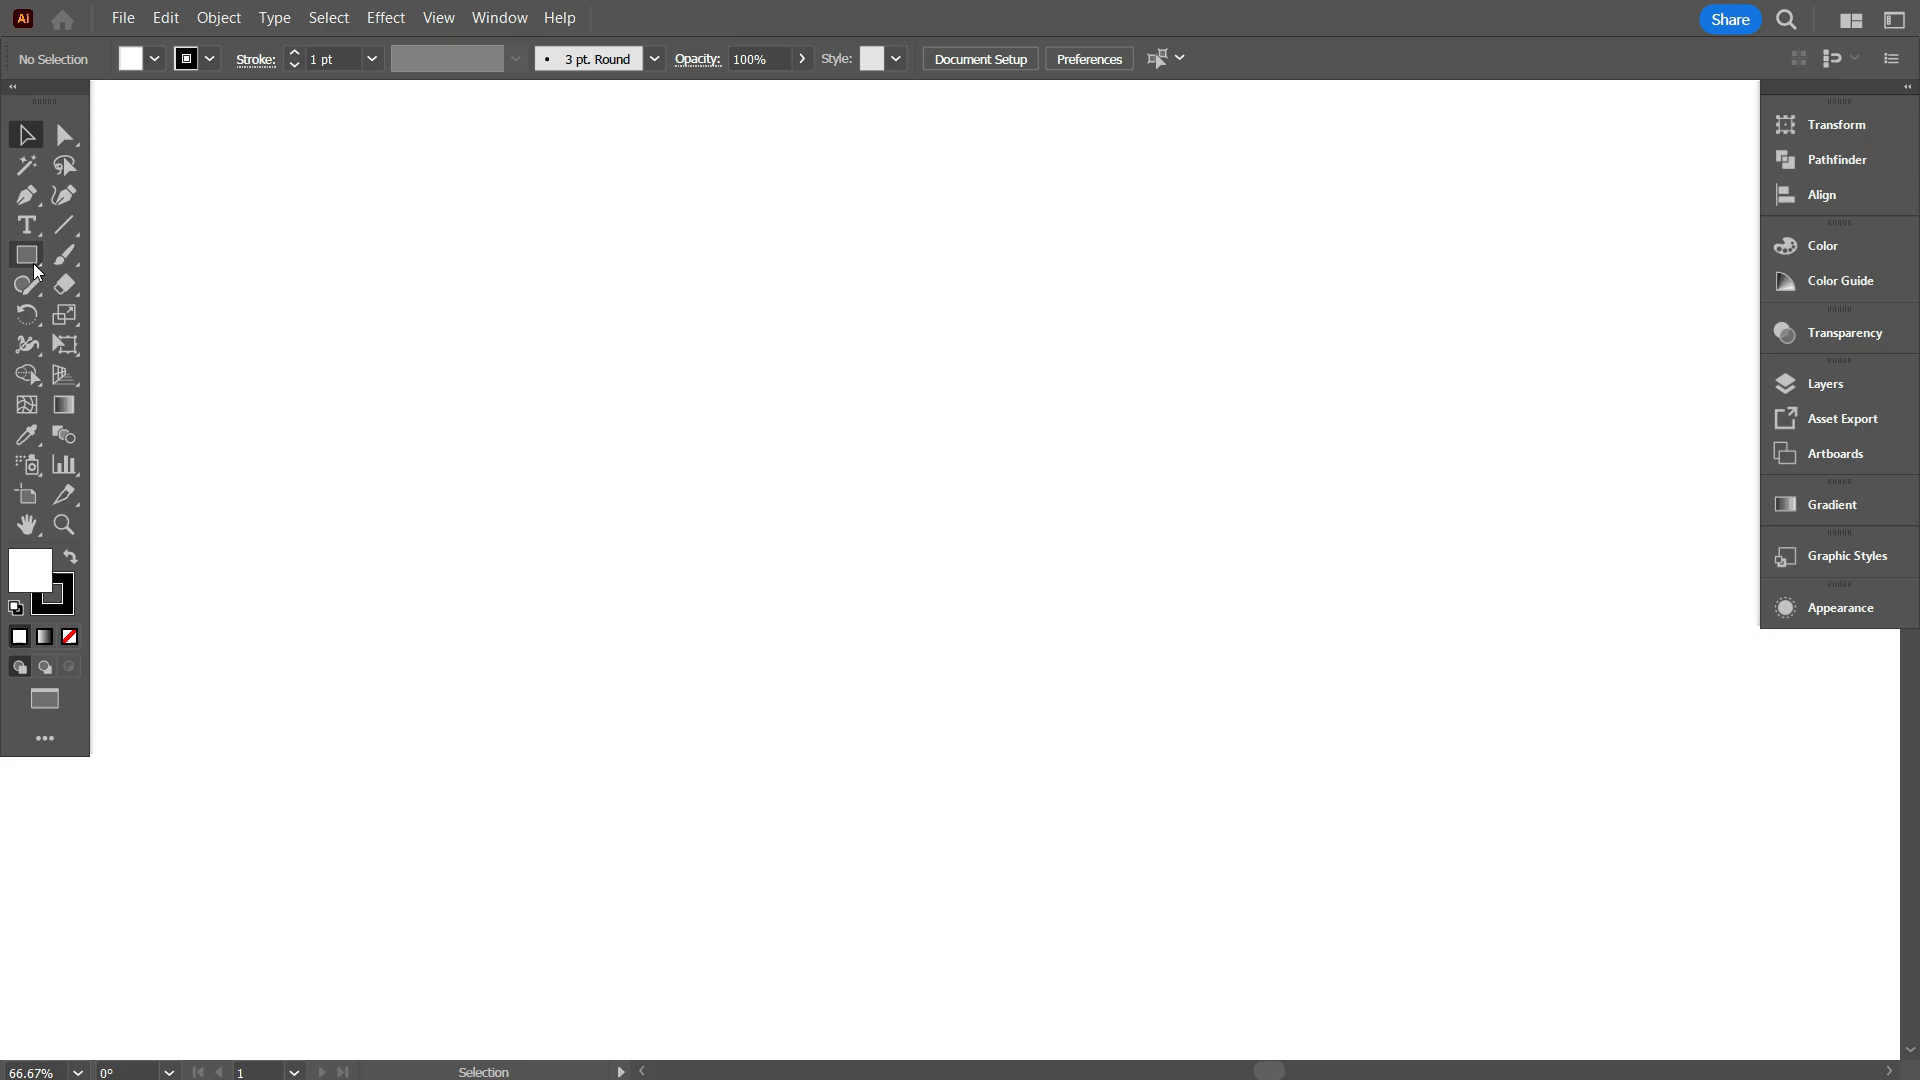 Ai File Edit Object Type Select Effect View Window Help Share
No Selection Stroke: 1 pt 3 pt. Round Opacity: 100% Style: Document Setup Preferences
Transform
Pathfinder
Align
Color
Color Guide
Transparency
Layers
Asset Export
Artboards
Gradient
Graphic Styles
Appearance
66.67% 0° 1 Selection